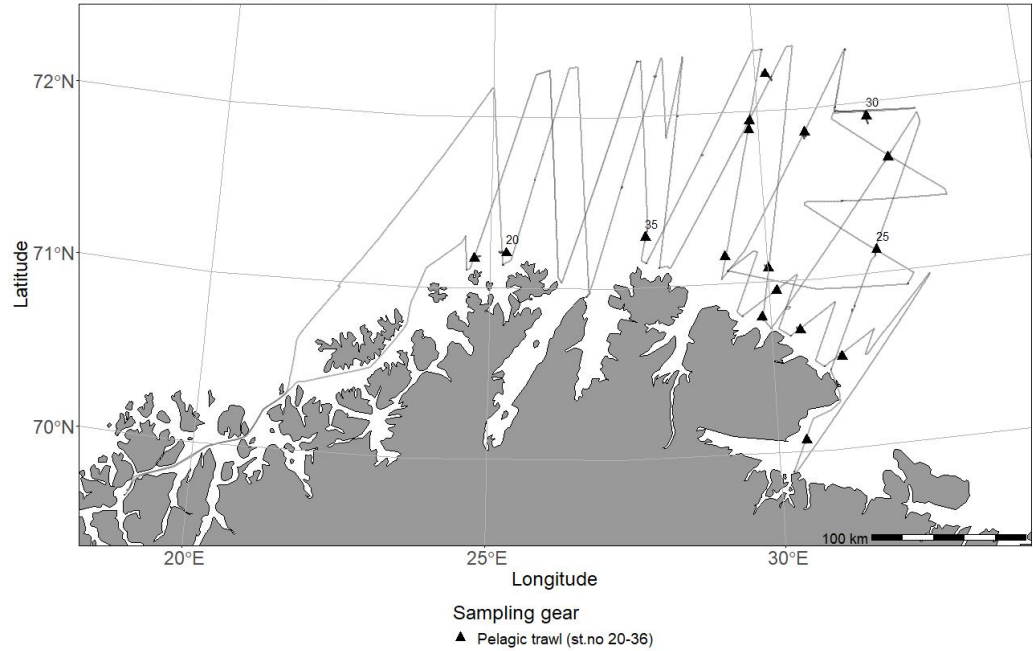 72°N
30
71°N
20
35
25
70°N
Latitude
100 km
20°E
25°E
30°E
Longitude
Sampling gear
Pelagic trawl (st.no 20-36)